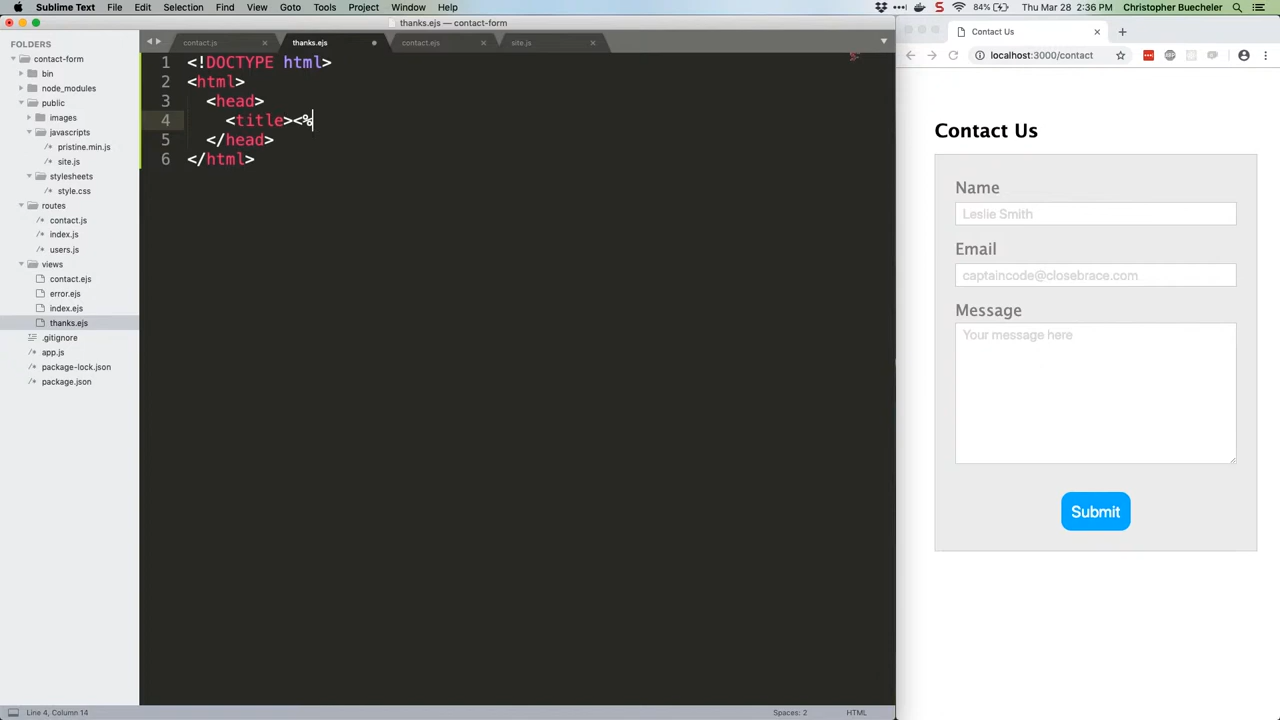 Sublime Text File Edit Selection Find View Goto Tools Project Window Help
84% Thu Mar 28 2:36 PM Christopher Buecheler
thanks.ejs — contact-form
FOLDERS
contact-form
bin
node_modules
public
images
javascripts
pristine.min.js
site.js
stylesheets
style.css
routes
contact.js
index.js
users.js
views
contact.ejs
error.ejs
index.ejs
thanks.ejs
.gitignore
app.js
package-lock.json
package.json
contact.js thanks.ejs contact.ejs site.js
1 <!DOCTYPE html>
2 <html>
3 <head>
4 <title><%
5 </head>
6 </html>
Line 4, Column 14 Spaces: 2 HTML
Contact Us
localhost:3000/contact
Contact Us
Name
Leslie Smith
Email
captaincode@closebrace.com
Message
Your message here
Submit